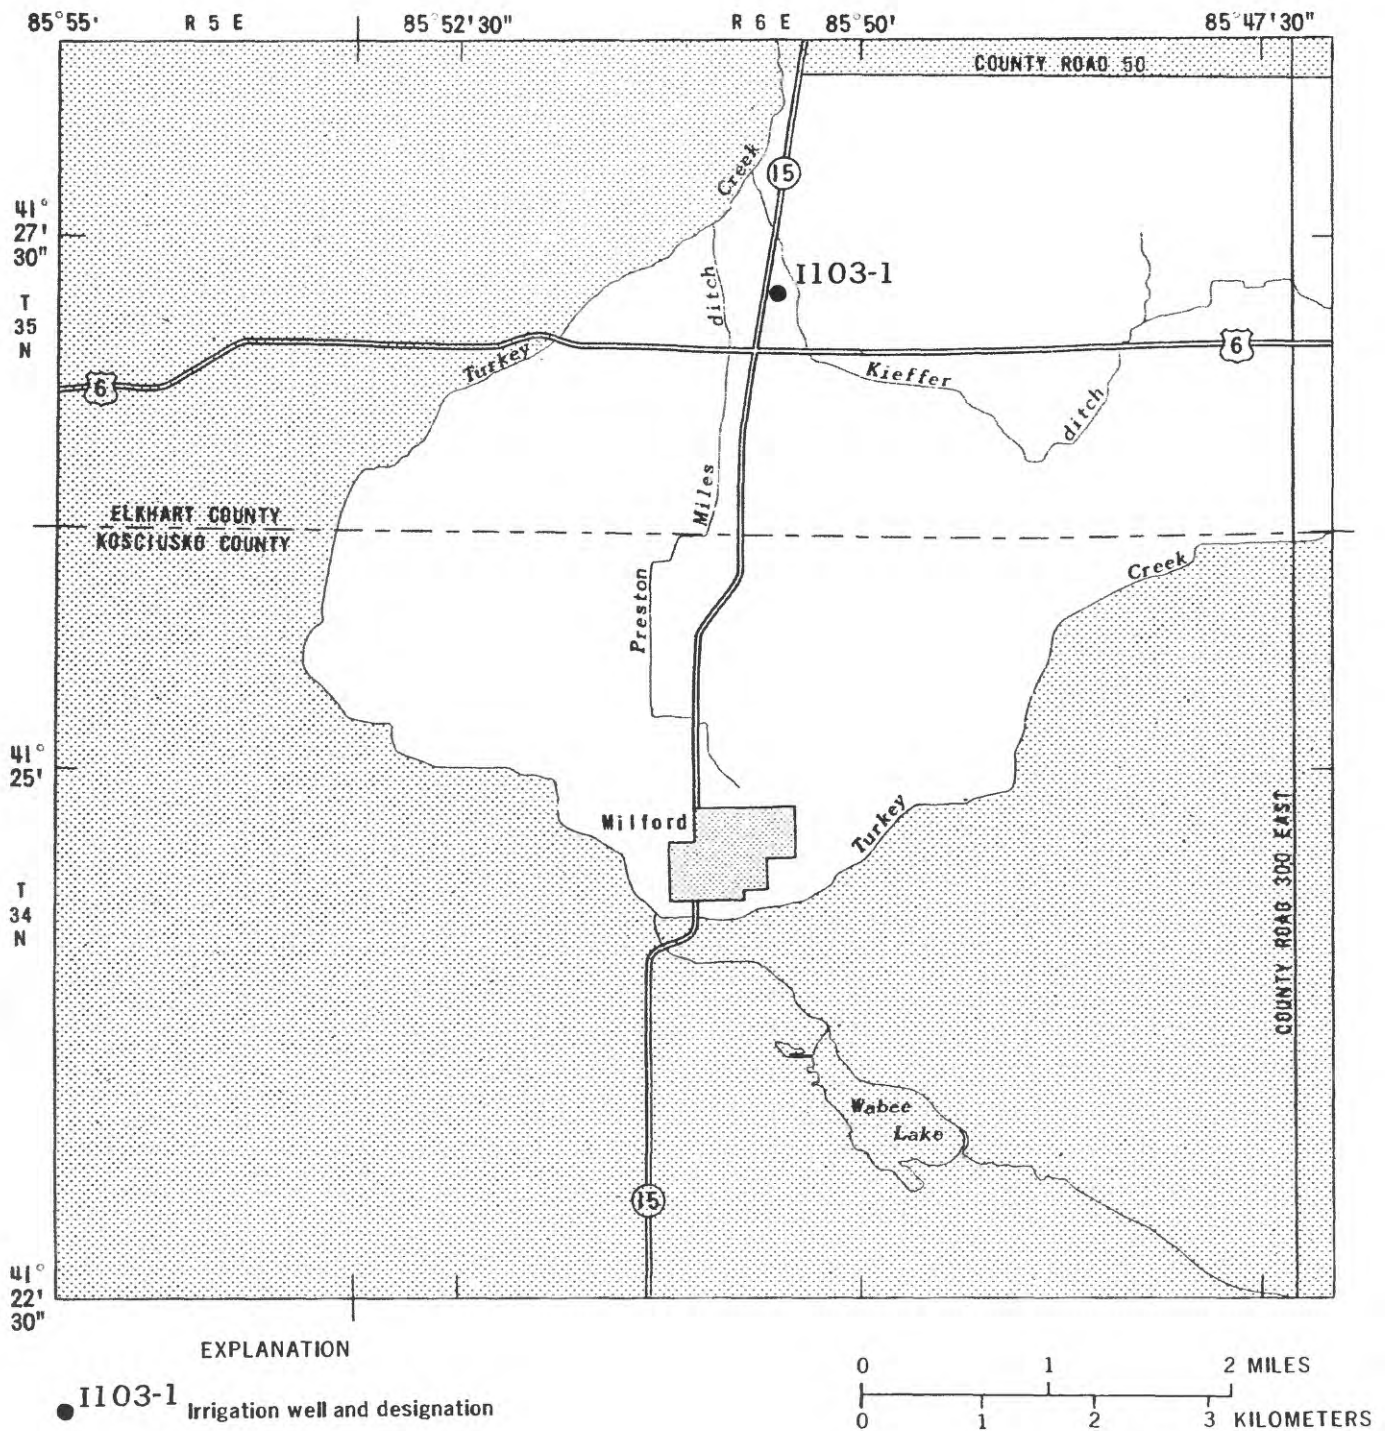 85°55' R 5 E 85°52'30" R 6 E 85°50' 85°47'30"
COUNTY ROAD 50
Creek
15
41°
27'
30"
ditch
I103-1
T
35
N
6
Turkey
6
Kieffer
ditch
Miles
ELKHART COUNTY
KOSCIUSKO COUNTY
Creek
Preston
41°
25'
Milford
Turkey
COUNTY ROAD 300 EAST
T
34
N
Wabee
Lake
15
41°
22'
30"
EXPLANATION
I103-1 Irrigation well and designation
0 1 2 MILES
0 1 2 3 KILOMETERS